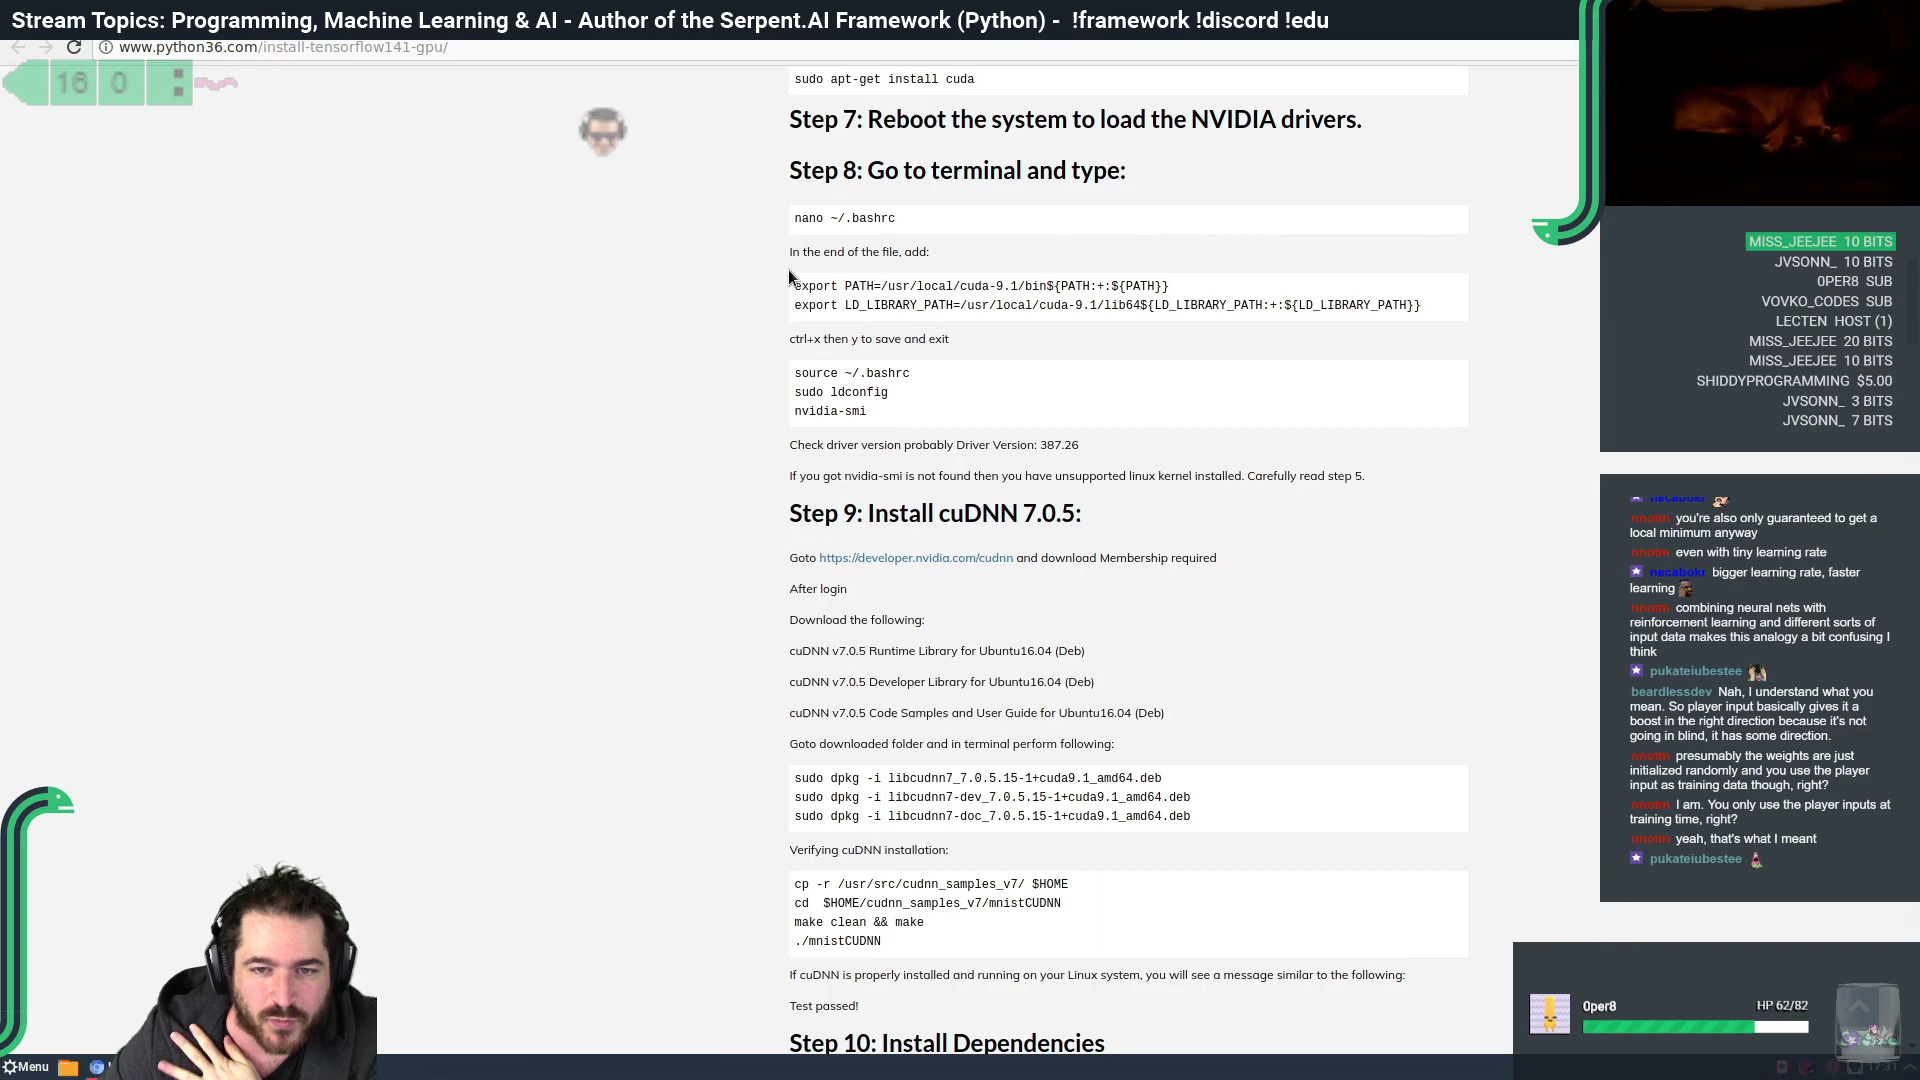 Stream Topics: Programming, Machine Learning & AI - Author of the Serpent.AI Framework (Python) -  !framework !discord !edu
www.python36.com/install-tensorflow141-gpu/
16 0 :
sudo apt-get install cuda
Step 7: Reboot the system to load the NVIDIA drivers.
Step 8: Go to terminal and type:
nano ~/.bashrc
In the end of the file, add:
export PATH=/usr/local/cuda-9.1/bin${PATH:+:${PATH}}
export LD_LIBRARY_PATH=/usr/local/cuda-9.1/lib64${LD_LIBRARY_PATH:+:${LD_LIBRARY_PATH}}
ctrl+x then y to save and exit
source ~/.bashrc
sudo ldconfig
nvidia-smi
Check driver version probably Driver Version: 387.26
If you got nvidia-smi is not found then you have unsupported linux kernel installed. Carefully read step 5.
Step 9: Install cuDNN 7.0.5:
Goto https://developer.nvidia.com/cudnn and download Membership required
After login
Download the following:
cuDNN v7.0.5 Runtime Library for Ubuntu16.04 (Deb)
cuDNN v7.0.5 Developer Library for Ubuntu16.04 (Deb)
cuDNN v7.0.5 Code Samples and User Guide for Ubuntu16.04 (Deb)
Goto downloaded folder and in terminal perform following:
sudo dpkg -i libcudnn7_7.0.5.15-1+cuda9.1_amd64.deb
sudo dpkg -i libcudnn7-dev_7.0.5.15-1+cuda9.1_amd64.deb
sudo dpkg -i libcudnn7-doc_7.0.5.15-1+cuda9.1_amd64.deb
Verifying cuDNN installation:
cp -r /usr/src/cudnn_samples_v7/ $HOME
cd  $HOME/cudnn_samples_v7/mnistCUDNN
make clean && make
./mnistCUDNN
If cuDNN is properly installed and running on your Linux system, you will see a message similar to the following:
Test passed!
Step 10: Install Dependencies
MISS_JEEJEE 10 BITS
JVSONN_ 10 BITS
0PER8 SUB
VOVKO_CODES SUB
LECTEN HOST (1)
MISS_JEEJEE 20 BITS
MISS_JEEJEE 10 BITS
SHIDDYPROGRAMMING $5.00
JVSONN_ 3 BITS
JVSONN_ 7 BITS
necabokr
nnotm you're also only guaranteed to get a
local minimum anyway
nnotm even with tiny learning rate
necabokr bigger learning rate, faster
learning
nnotm combining neural nets with
reinforcement learning and different sorts of
input data makes this analogy a bit confusing I
think
pukateiubestee
beardlessdev Nah, I understand what you
mean. So player input basically gives it a
boost in the right direction because it's not
going in blind, it has some direction.
nnotm presumably the weights are just
initialized randomly and you use the player
input as training data though, right?
nnotm I am. You only use the player inputs at
training time, right?
nnotm yeah, that's what I meant
pukateiubestee
0per8 HP 62/82
Menu
17:31